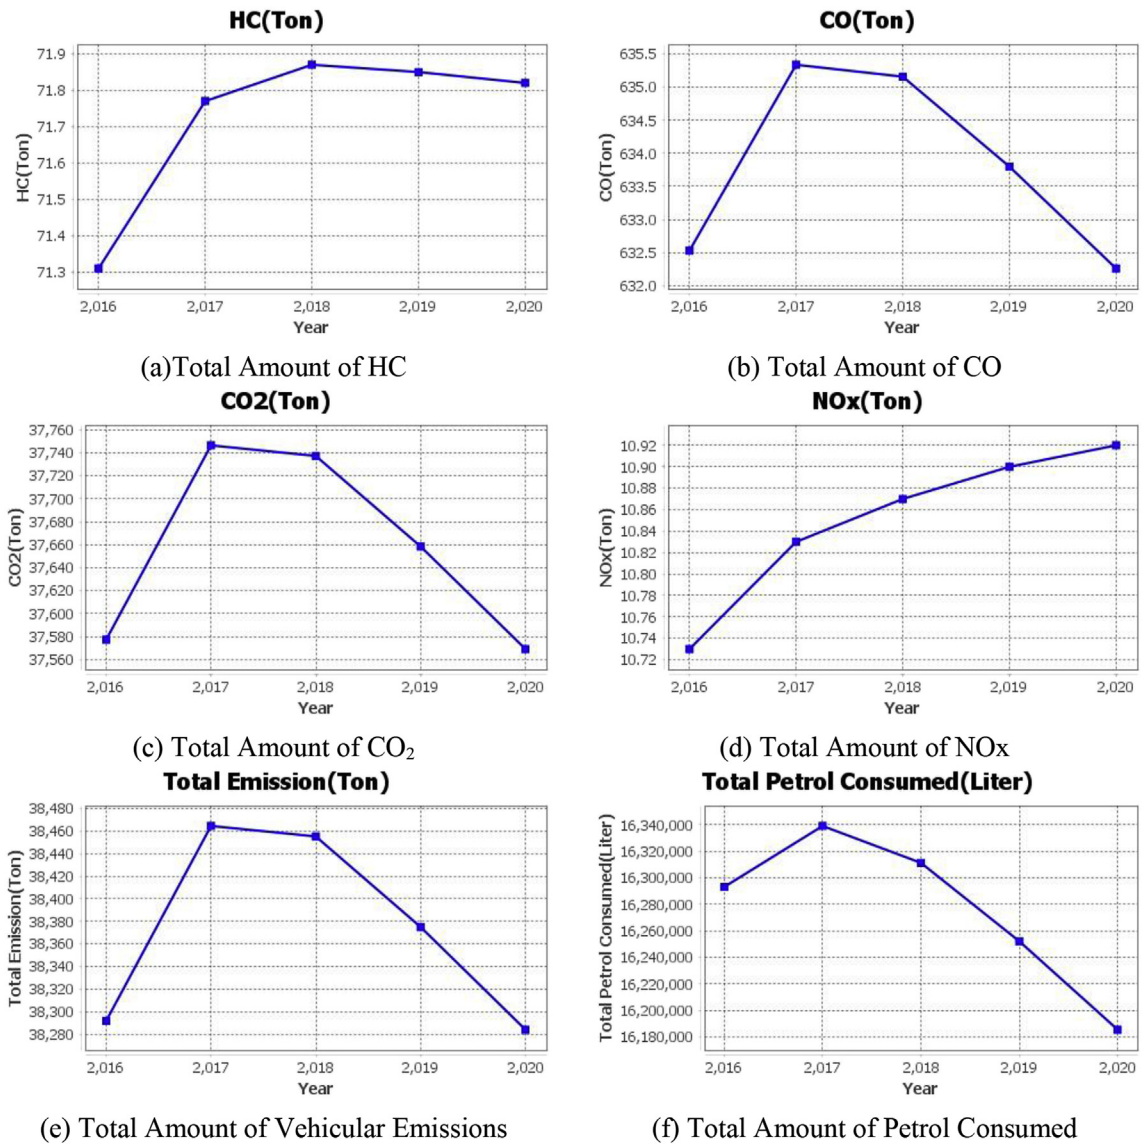 HC(Ton)
71.9
71.8
71.7
71.6
71.5
71.4
71.3
HC(Ton)
2,016 2,017 2,018 2,019 2,020
Year
(a)Total Amount of HC
CO(Ton)
635.5
635.0
634.5
634.0
633.5
633.0
632.5
632.0
CO(Ton)
2,016 2,017 2,018 2,019 2,020
Year
(b) Total Amount of CO
CO2(Ton)
37,760
37,740
37,720
37,700
37,680
37,660
37,640
37,620
37,600
37,580
37,560
CO2(Ton)
2,016 2,017 2,018 2,019 2,020
Year
(c) Total Amount of CO₂
NOx(Ton)
10.92
10.90
10.88
10.86
10.84
10.82
10.80
10.78
10.76
10.74
10.72
NOx(Ton)
2,016 2,017 2,018 2,019 2,020
Year
(d) Total Amount of NOx
Total Emission(Ton)
38,480
38,460
38,440
38,420
38,400
38,380
38,360
38,340
38,320
38,300
38,280
Total Emission(Ton)
2,016 2,017 2,018 2,019 2,020
Year
(e) Total Amount of Vehicular Emissions
Total Petrol Consumed(Liter)
16,340,000
16,320,000
16,300,000
16,280,000
16,260,000
16,240,000
16,220,000
16,200,000
16,180,000
Total Petrol Consumed(Liter)
2,016 2,017 2,018 2,019 2,020
Year
(f) Total Amount of Petrol Consumed